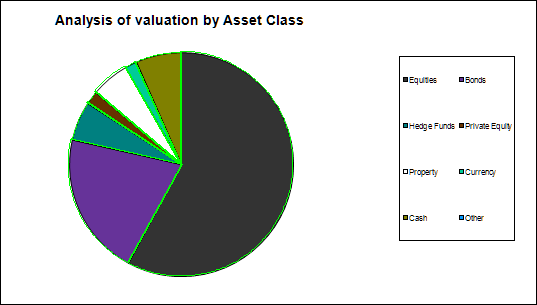 Analysis of valuation by Asset Class
Equities Bonds
Hedge Funds Private Equity
Property Currency
Cash Other